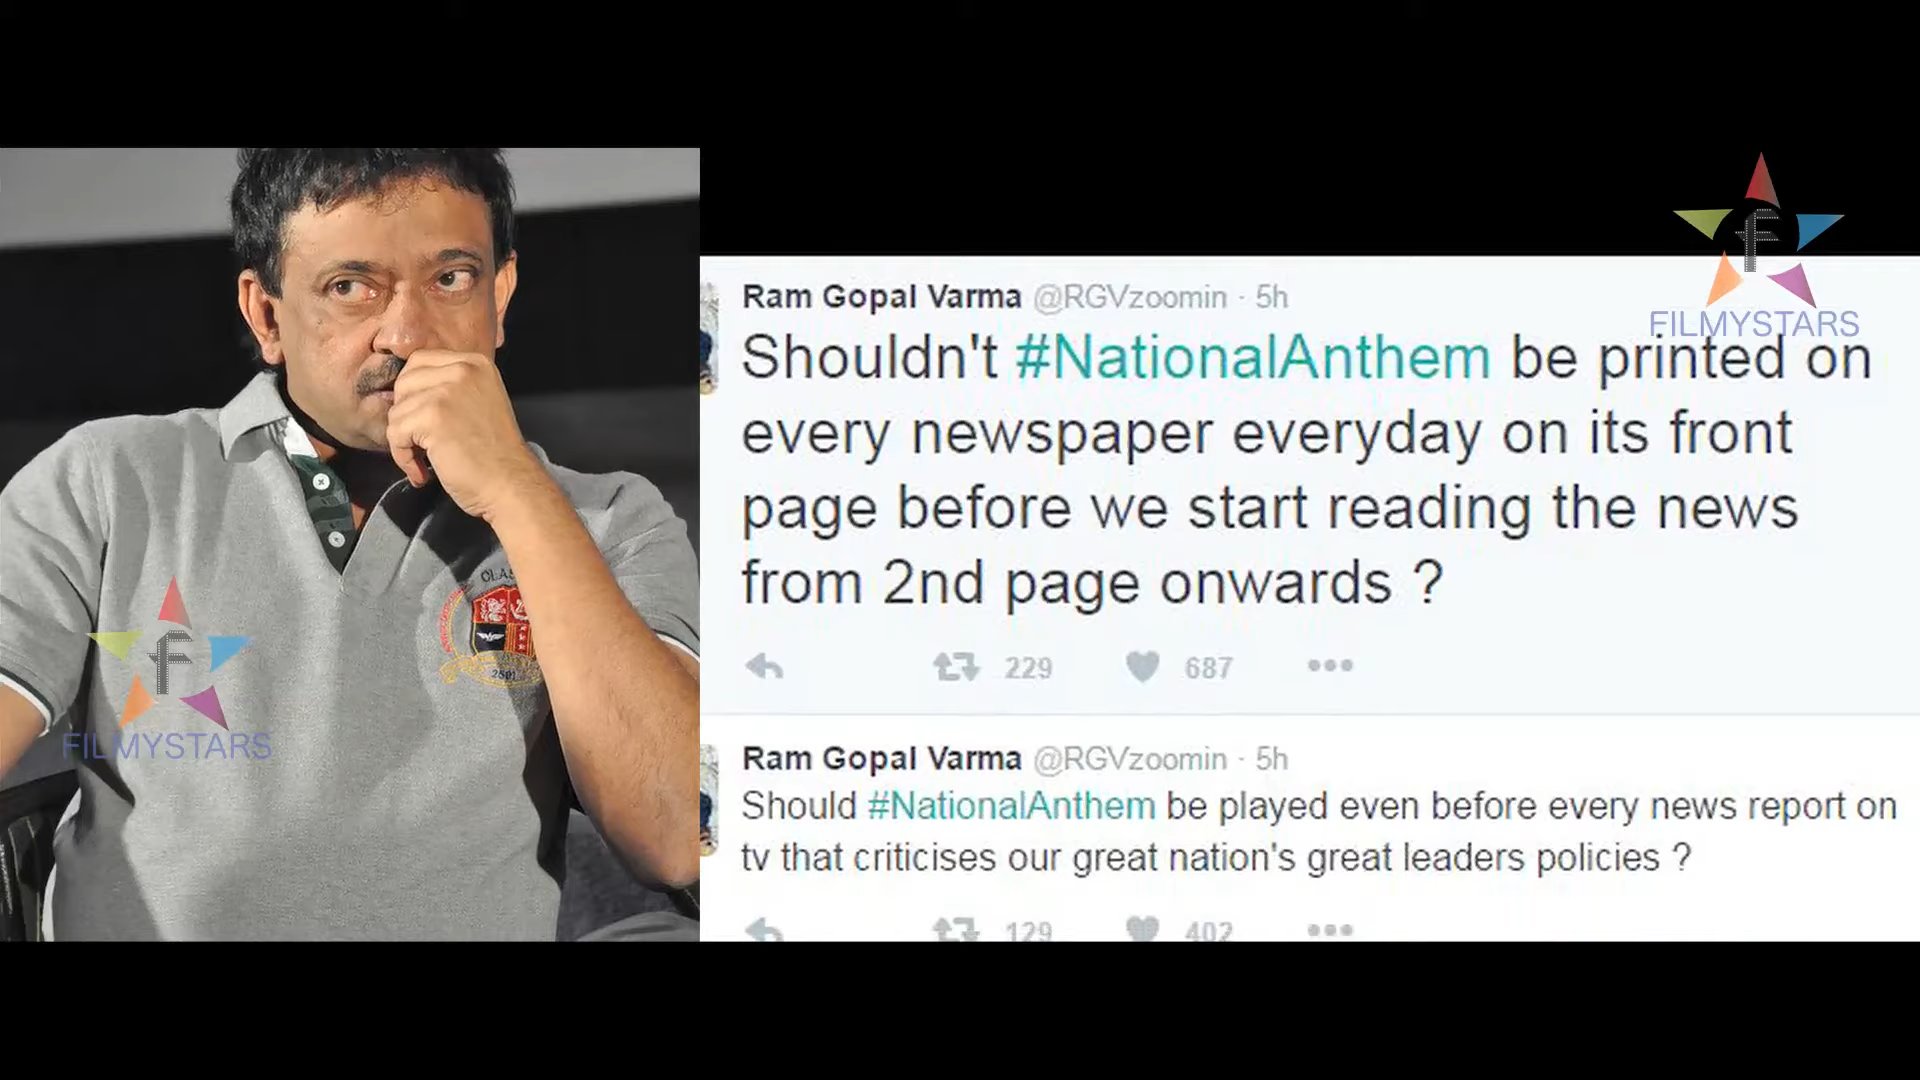 FILMYSTARS
Ram Gopal Varma @RGVzoomin · 5h
Shouldn't #NationalAnthem be printed on
every newspaper everyday on its front
page before we start reading the news
from 2nd page onwards ?
229 687
Ram Gopal Varma @RGVzoomin · 5h
Should #NationalAnthem be played even before every news report on
tv that criticises our great nation's great leaders policies ?
129 402
FILMYSTARS